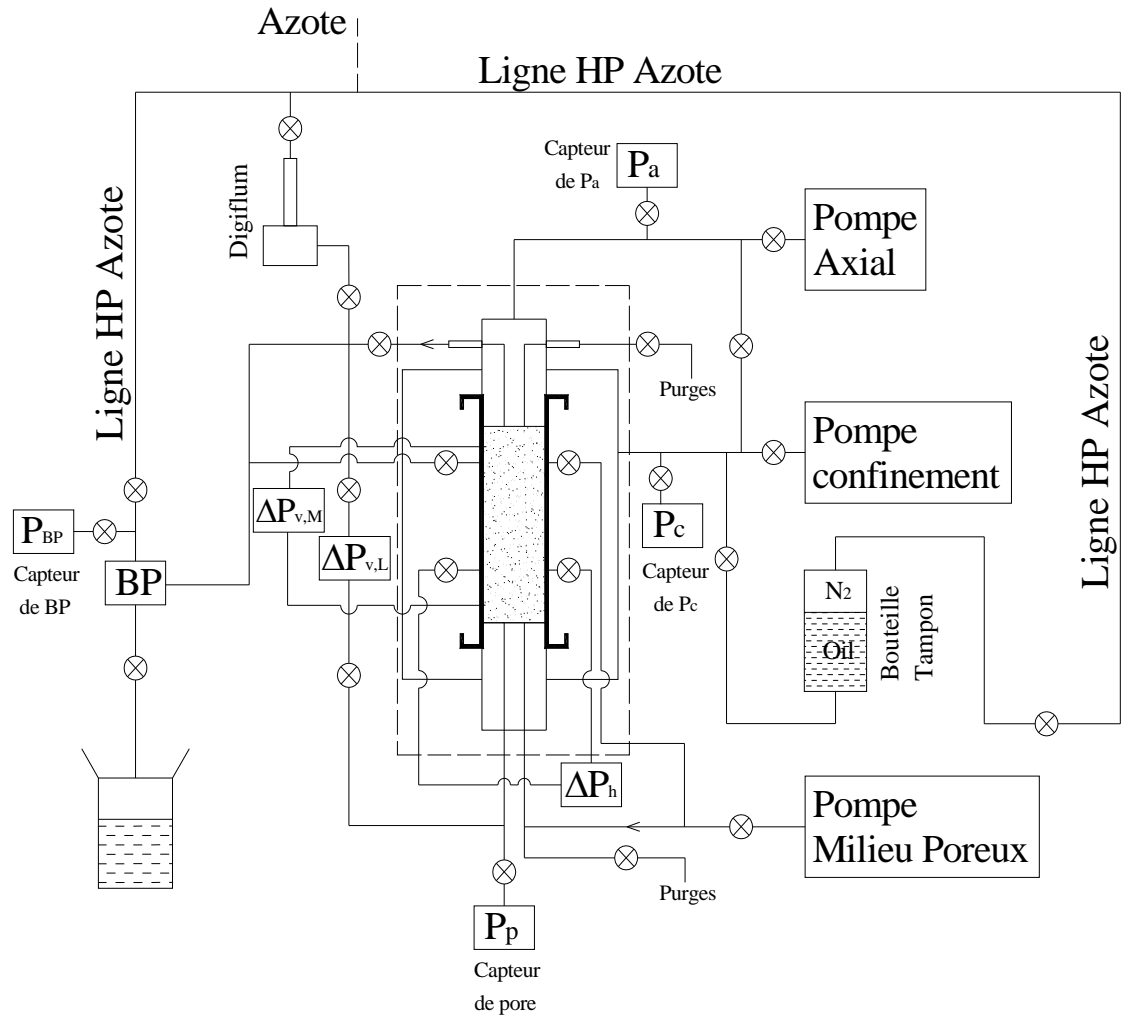 Azote
Ligne HP Azote
Capteur
de Pa
Pa
Pompe
Axial
Digiflum
Ligne HP Azote
Ligne HP Azote
Purges
Pompe
confinement
ΔPv,M
PBP
Capteur
de BP
BP
ΔPv,L
Pc
Capteur
de Pc
N2
Oil
Bouteille
Tampon
ΔPh
Pompe
Milieu Poreux
Purges
Pp
Capteur
de pore